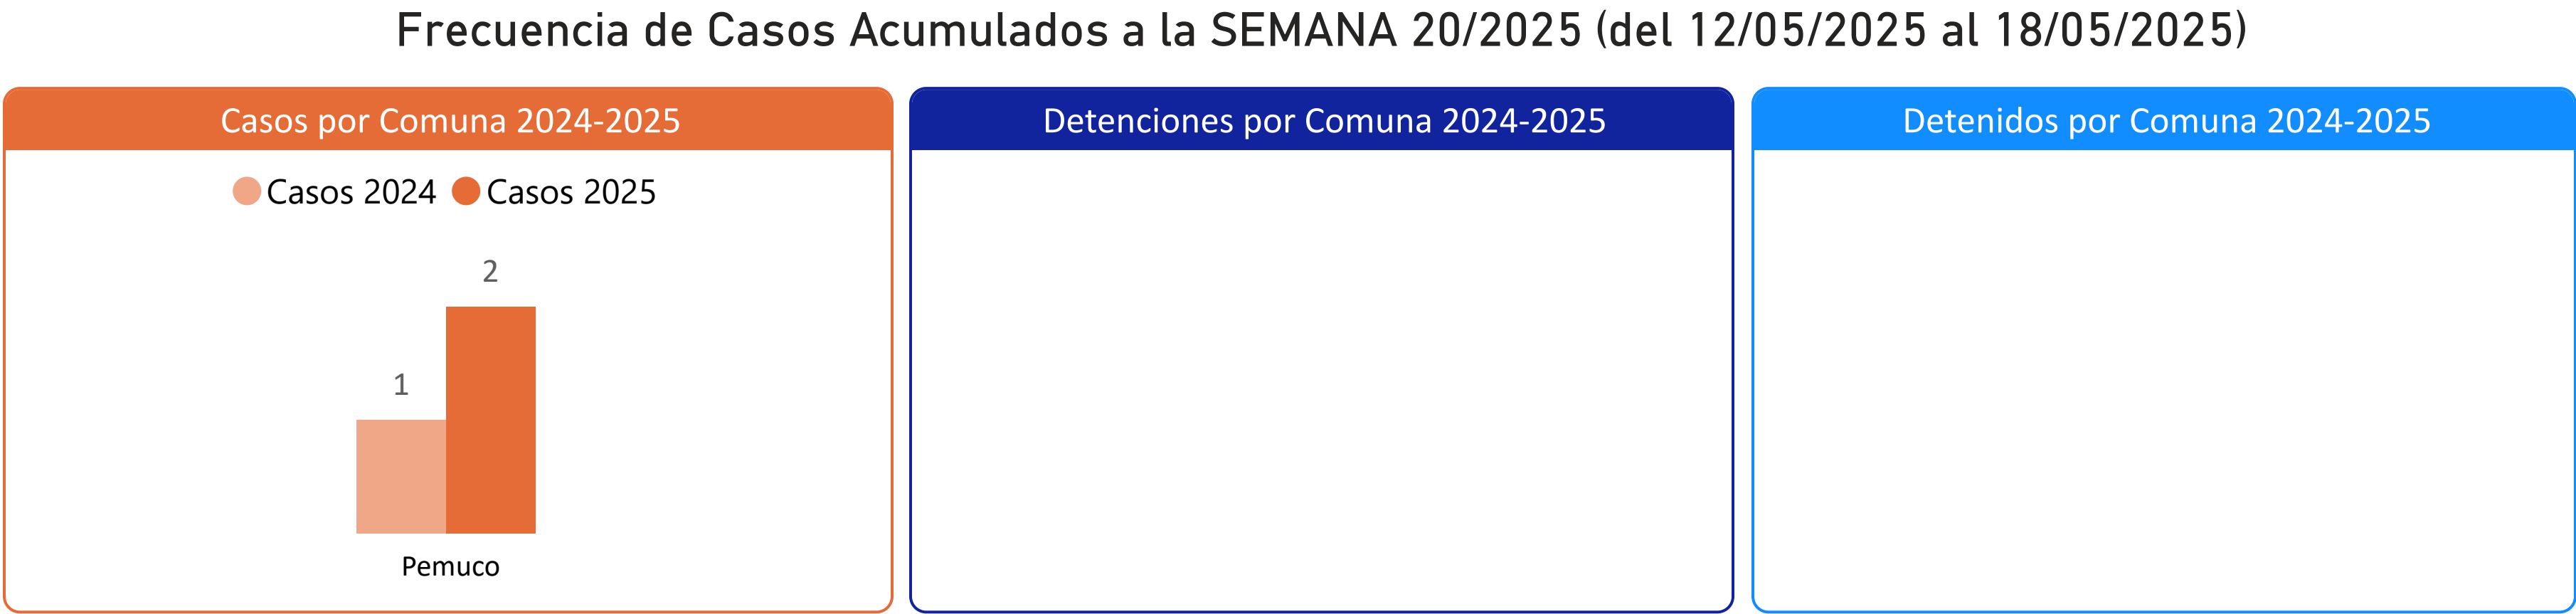 Frecuencia de Casos Acumulados a la SEMANA 20/2025 (del 12/05/2025 al 18/05/2025)
Casos por Comuna 2024-2025
Casos 2024 Casos 2025
2
1
Pemuco
Detenciones por Comuna 2024-2025
Detenidos por Comuna 2024-2025